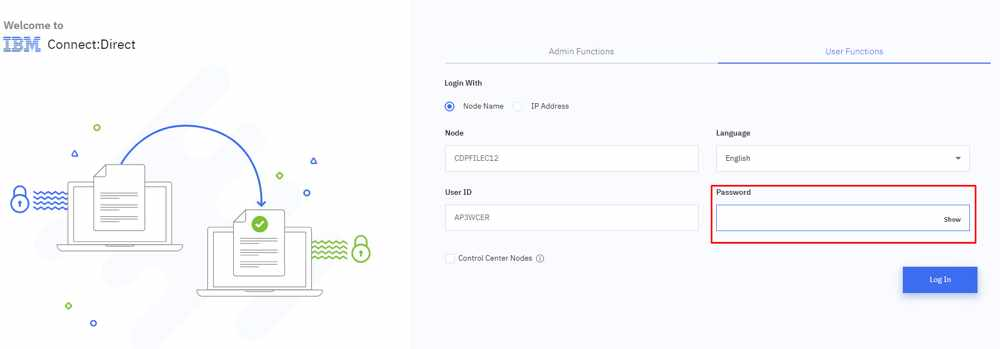 Welcome to
IBM Connect:Direct
Admin Functions
User Functions
Login With
Node Name
IP Address
Node
Language
CDPFILEC12
English
User ID
Password
AP3WCER
Show
Control Center Nodes
Log In